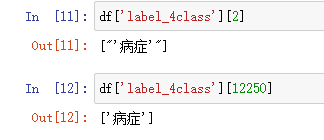 In [11]: df['label_4class'][2]
Out[11]: ["'病症'"]
In [12]: df['label_4class'][12250]
Out[12]: ['病症']